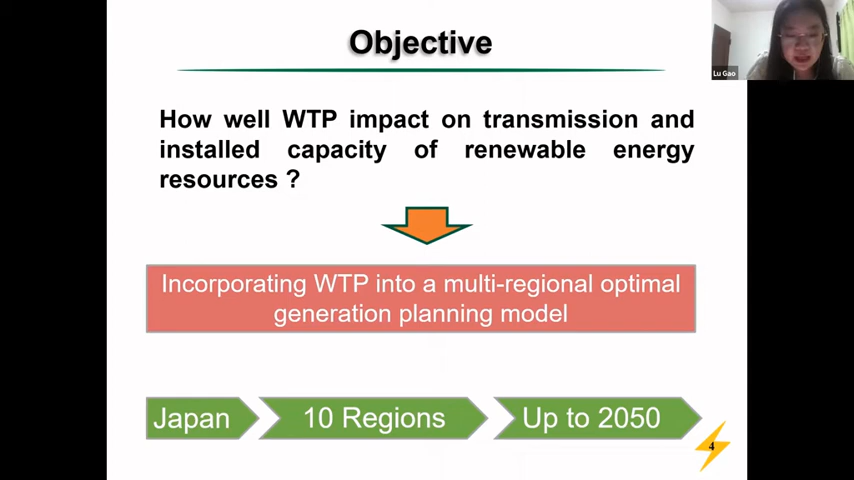 Objective
Lu Gao
How well WTP impact on transmission and
installed capacity of renewable energy
resources ?
Incorporating WTP into a multi-regional optimal
generation planning model
Japan
10 Regions
Up to 2050
4